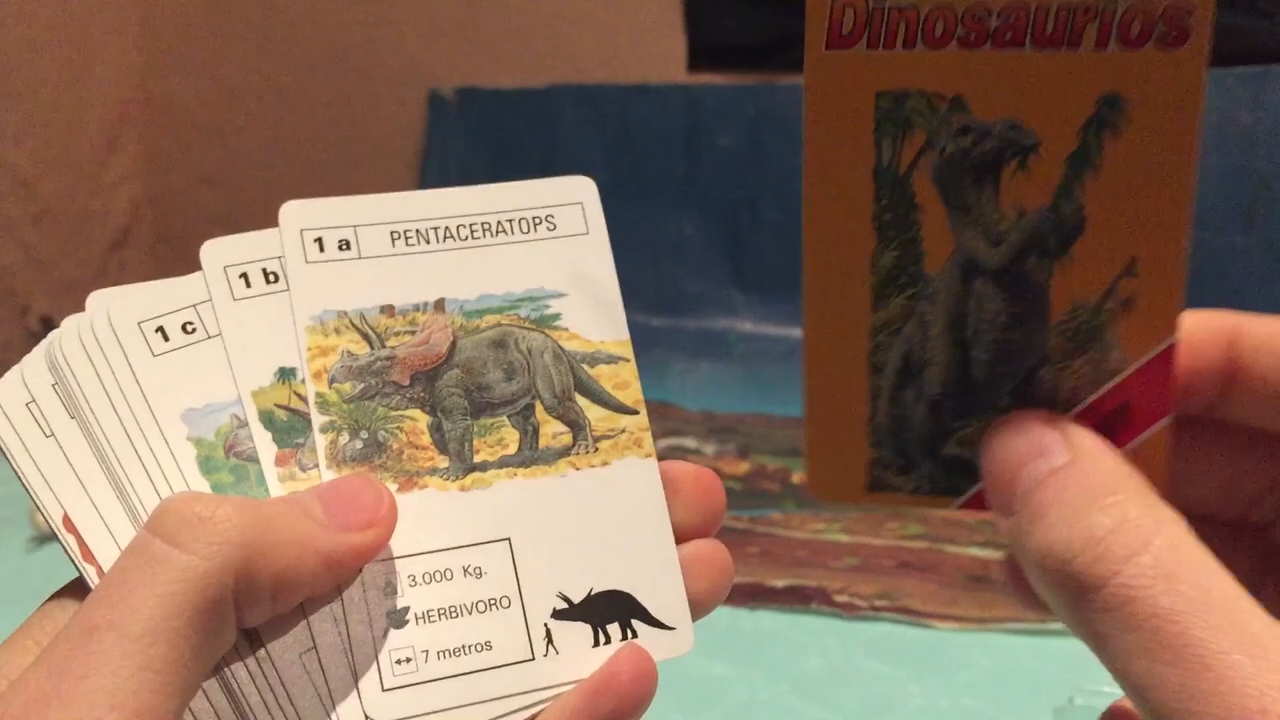 Dinosaurios
1 a PENTACERATOPS
1 b
1 c
3.000 Kg.
HERBIVORO
7 metros